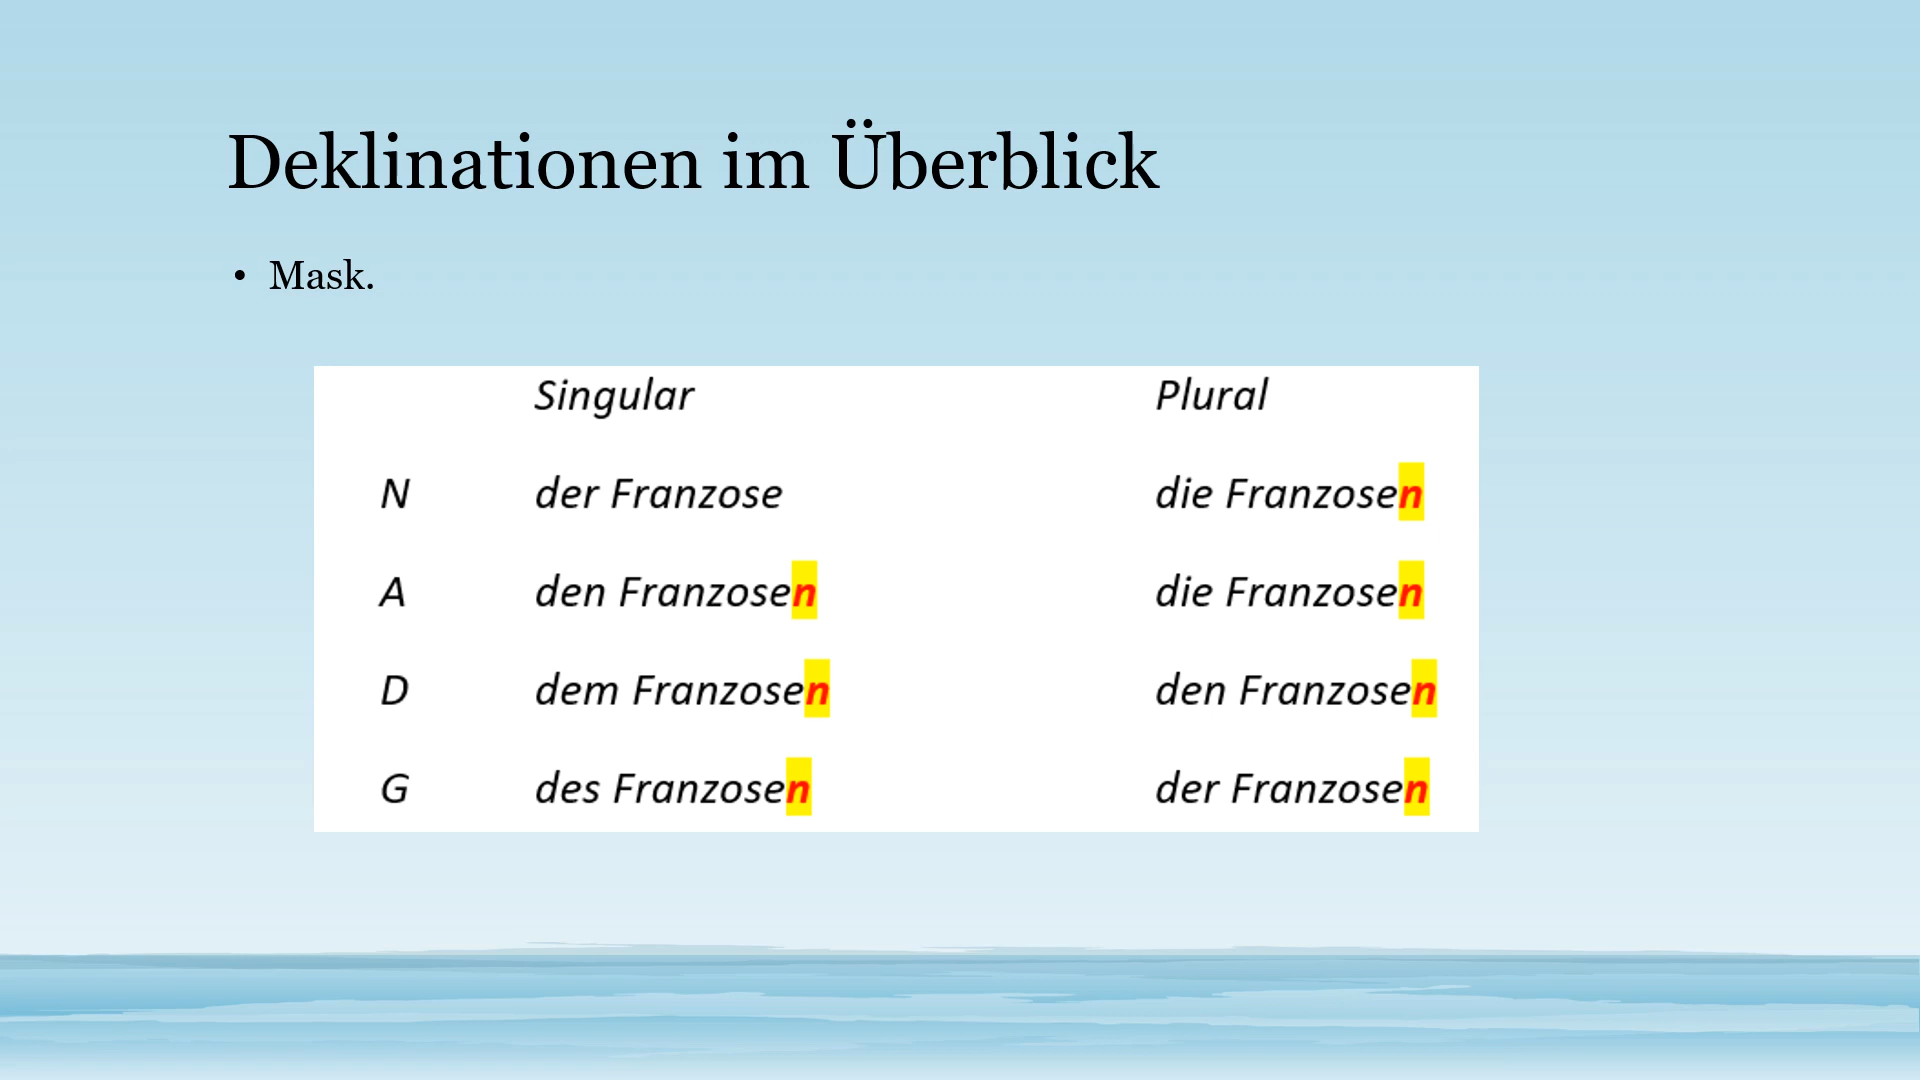 Deklinationen im Überblick
• Mask.
Singular Plural
N der Franzose die Franzosen
A den Franzosen die Franzosen
D dem Franzosen den Franzosen
G des Franzosen der Franzosen